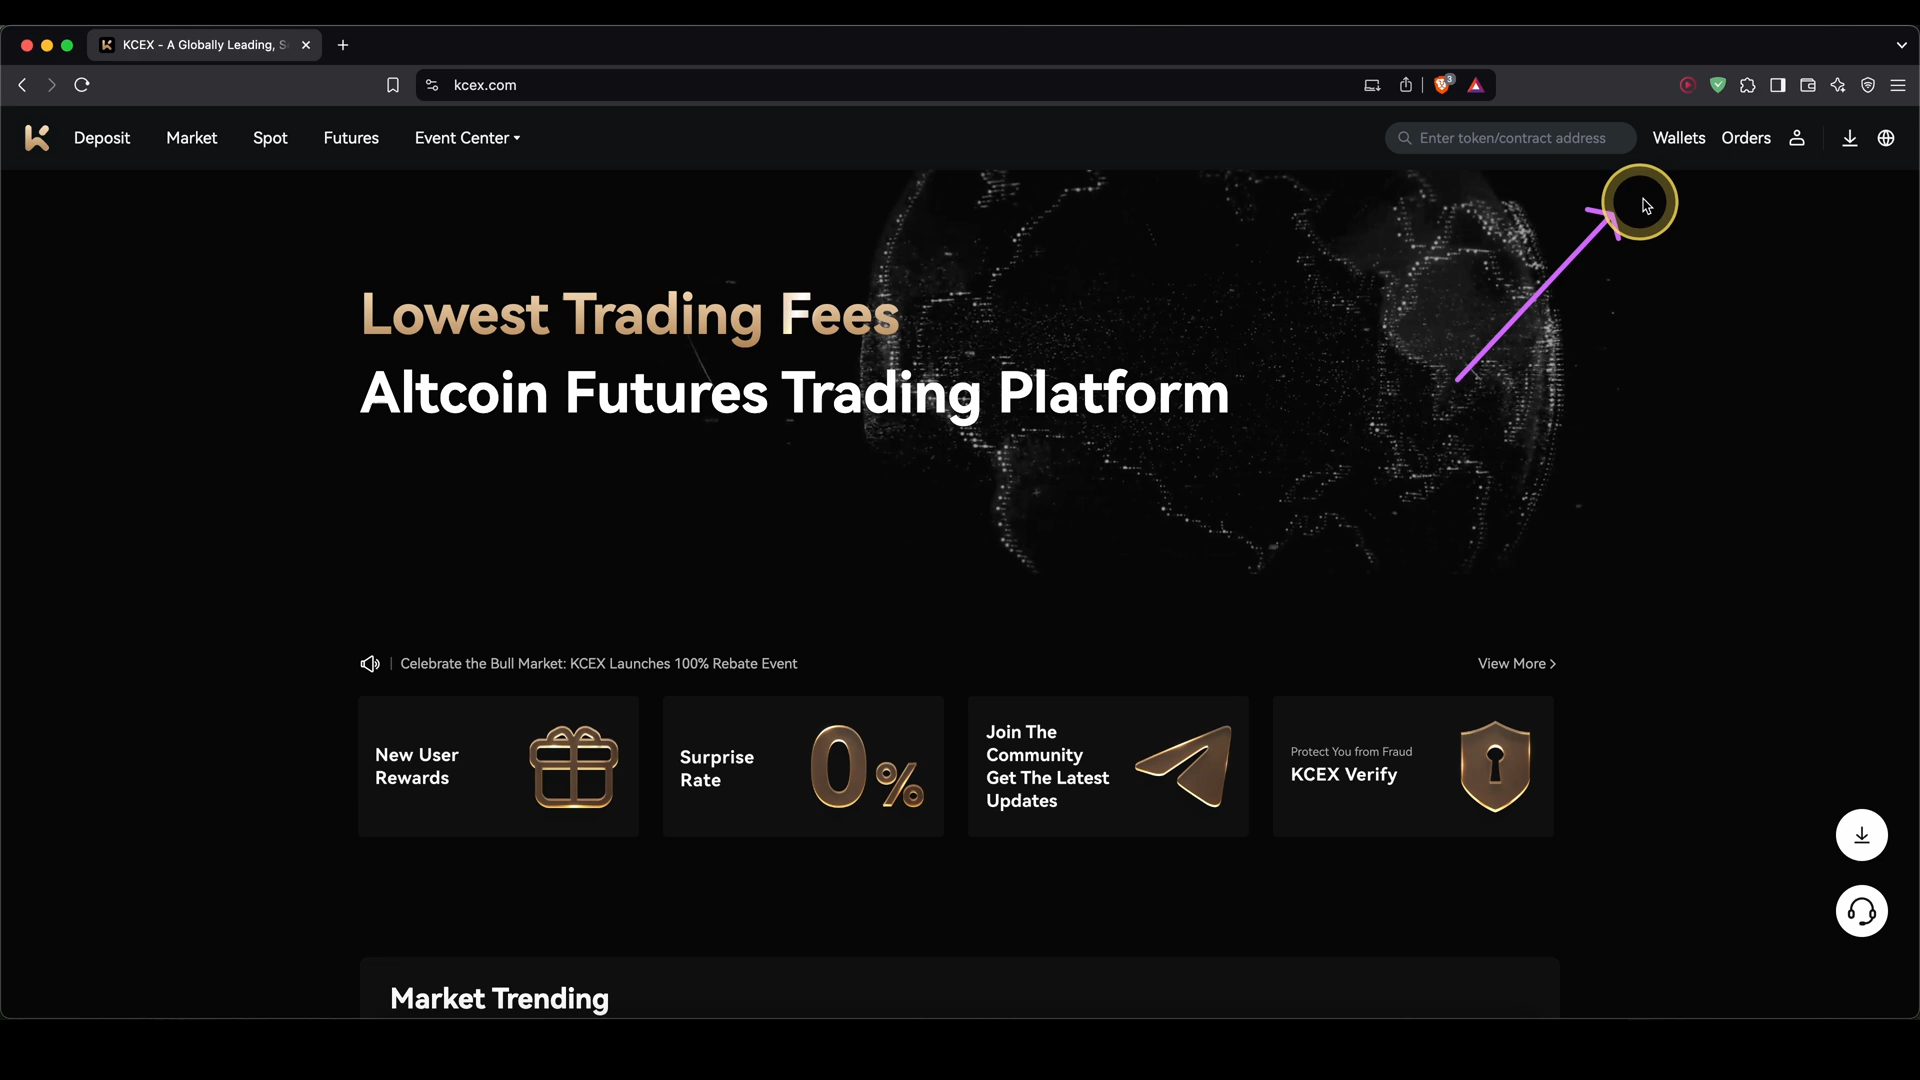 KCEX - A Globally Leading, S
kcex.com
3
Deposit Market Spot Futures Event Center
Enter token/contract address
Wallets Orders
Lowest Trading Fees
Altcoin Futures Trading Platform
Celebrate the Bull Market: KCEX Launches 100% Rebate Event
View More
New User
Rewards
Surprise
Rate
0%
Join The
Community
Get The Latest
Updates
Protect You from Fraud
KCEX Verify
Market Trending